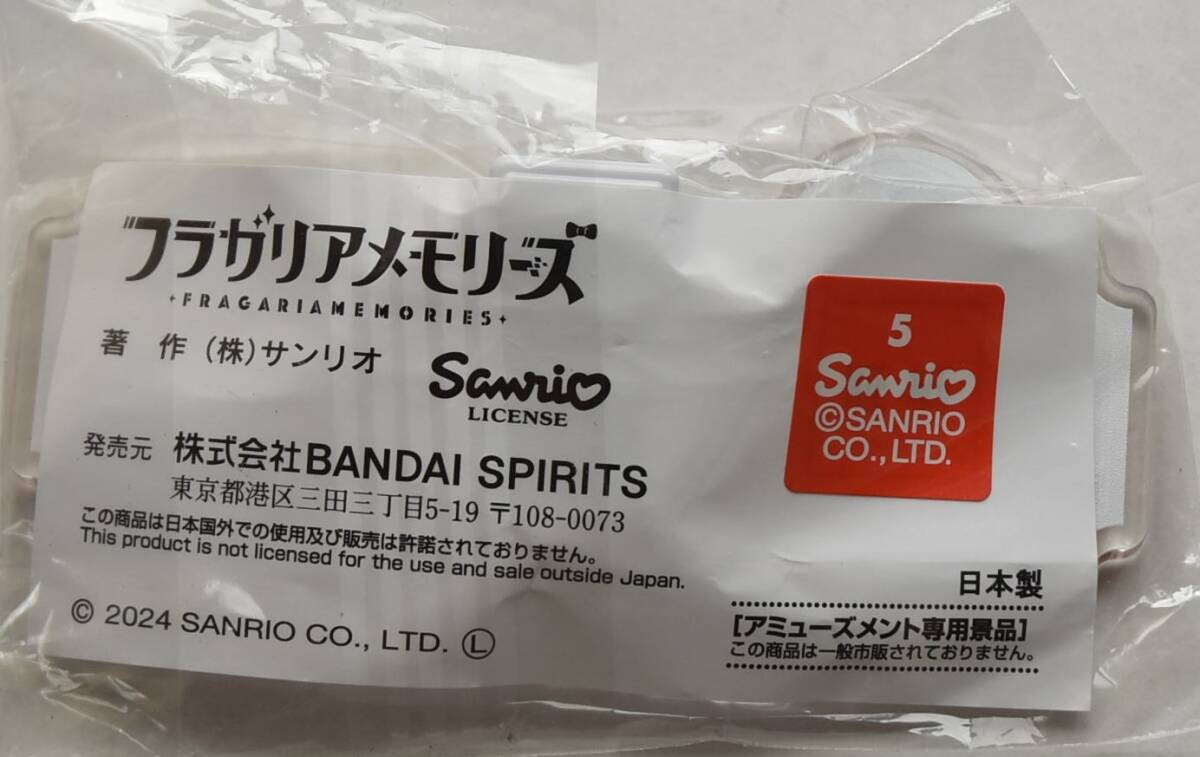 フラガリアメモリーズ
FRAGARIAMEMORIES
著 作 (株)サンリオ
Sanrio
LICENSE
発売元 株式会社BANDAI SPIRITS
東京都港区三田三丁目5-19 〒108-0073
この商品は日本国外での使用及び販売は許諾されておりません。
This product is not licensed for the use and sale outside Japan.
© 2024 SANRIO CO., LTD. Ⓛ
5
Sanrio
©SANRIO
CO., LTD.
日本製
[アミューズメント専用景品]
この商品は一般市販されておりません。